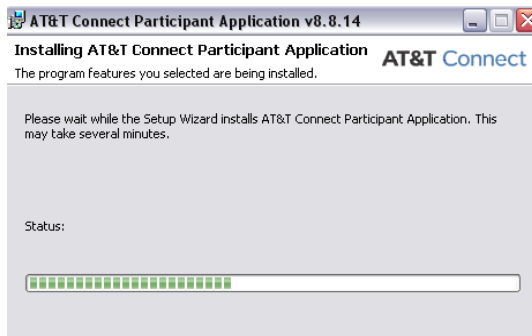 AT&T Connect Participant Application v8.8.14
Installing AT&T Connect Participant Application
AT&T Connect
The program features you selected are being installed.
Please wait while the Setup Wizard installs AT&T Connect Participant Application. This
may take several minutes.
Status: